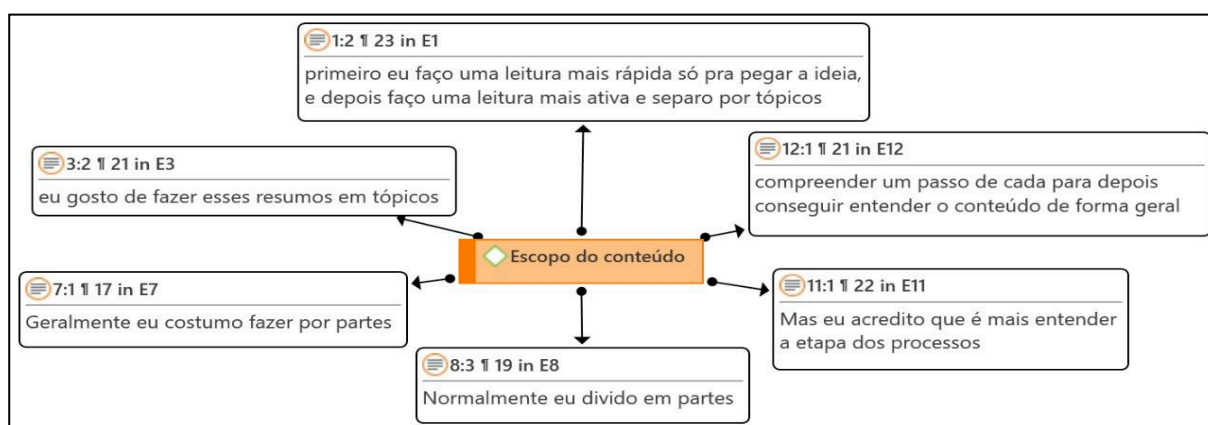 1:2 ¶ 23 in E1
primeiro eu faço uma leitura mais rápida só pra pegar a ideia,
e depois faço uma leitura mais ativa e separo por tópicos
3:2 ¶ 21 in E3
eu gosto de fazer esses resumos em tópicos
12:1 ¶ 21 in E12
compreender um passo de cada para depois
conseguir entender o conteúdo de forma geral
Escopo do conteúdo
7:1 ¶ 17 in E7
Geralmente eu costumo fazer por partes
11:1 ¶ 22 in E11
Mas eu acredito que é mais entender
a etapa dos processos
8:3 ¶ 19 in E8
Normalmente eu divido em partes